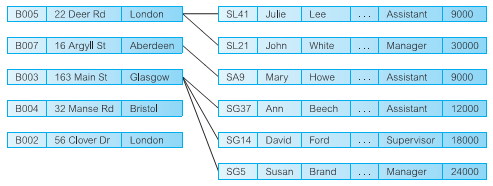 B005 22 Deer Rd London
SL41 Julie Lee ... Assistant 9000
B007 16 Argyll St Aberdeen
SL21 John White ... Manager 30000
B003 163 Main St Glasgow
SA9 Mary Howe ... Assistant 9000
B004 32 Manse Rd Bristol
SG37 Ann Beech ... Assistant 12000
B002 56 Clover Dr London
SG14 David Ford ... Supervisor 18000
SG5 Susan Brand ... Manager 24000